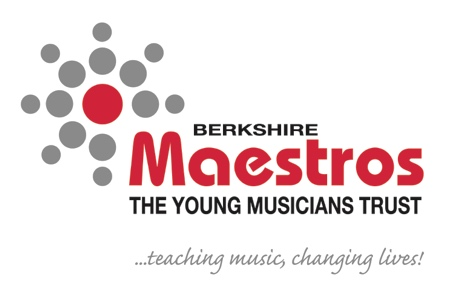 BERKSHIRE
Maestros
THE YOUNG MUSICIANS TRUST
...teaching music, changing lives!